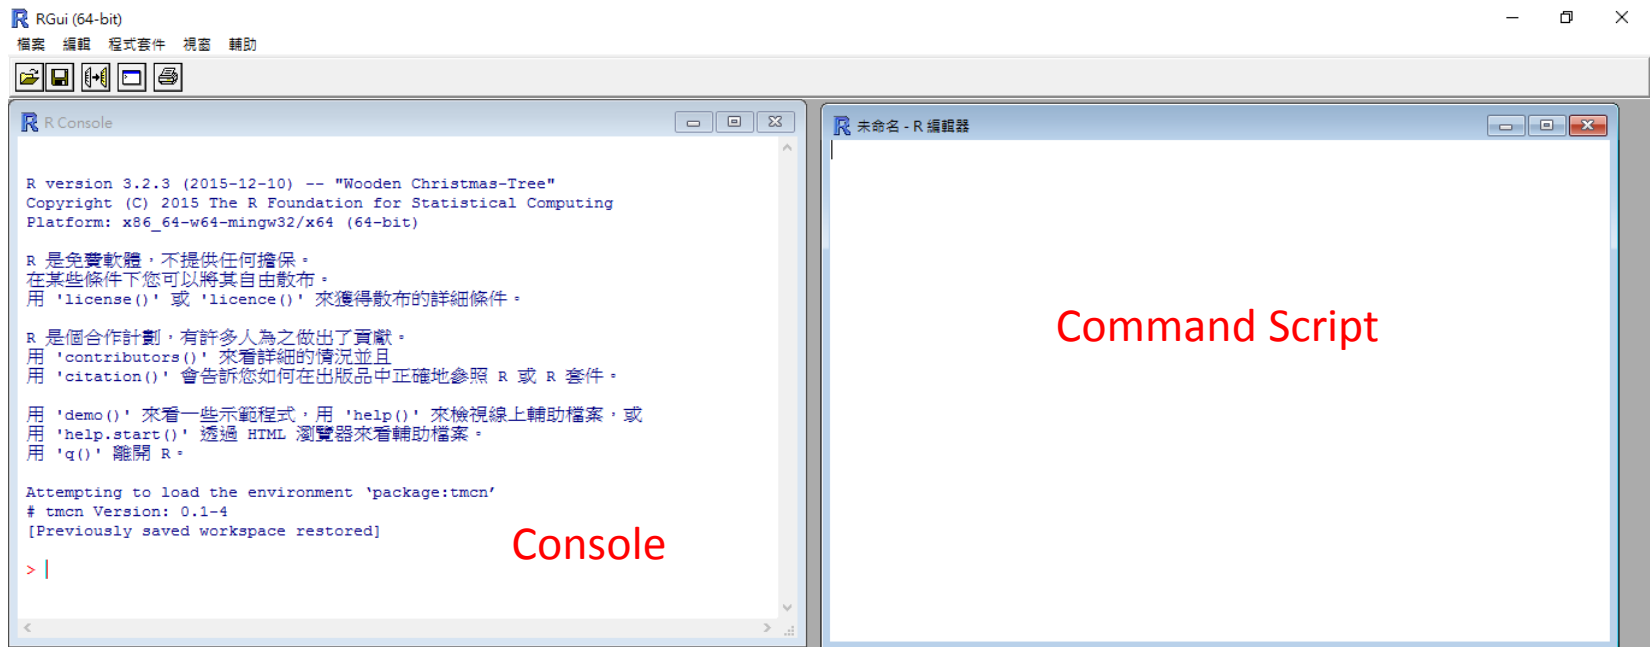 RGui (64-bit)
檔案 編輯 程式套件 視窗 輔助
R Console
R version 3.2.3 (2015-12-10) -- "Wooden Christmas-Tree"
Copyright (C) 2015 The R Foundation for Statistical Computing
Platform: x86_64-w64-mingw32/x64 (64-bit)
R 是免費軟體，不提供任何擔保。
在某些條件下您可以將其自由散布。
用 'license()' 或 'licence()' 來獲得散布的詳細條件。
R 是個合作計劃，有許多人為之做出了貢獻。
用 'contributors()' 來看詳細的情況並且
用 'citation()' 會告訴您如何在出版品中正確地參照 R 或 R 套件。
用 'demo()' 來看一些示範程式，用 'help()' 來檢視線上輔助檔案，或
用 'help.start()' 透過 HTML 瀏覽器來看輔助檔案。
用 'q()' 離開 R。
Attempting to load the environment ‘package:tmcn’
# tmcn Version: 0.1-4
[Previously saved workspace restored]
>
Console
未命名 - R 編輯器
Command Script